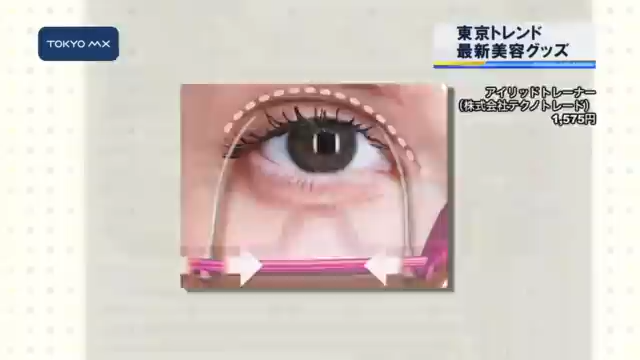 TOKYO MX
東京トレンド
最新美容グッズ
アイリッドトレーナー
(株式会社テクノトレード)
1,575円